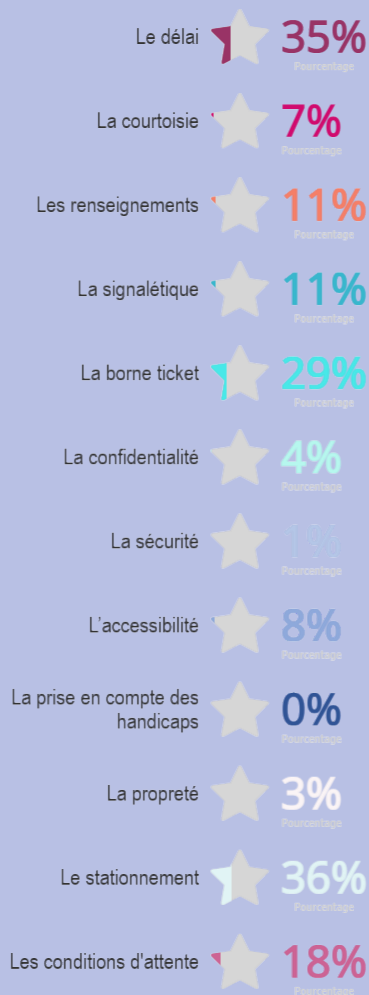 Le délai 35%
Pourcentage
La courtoisie 7%
Pourcentage
Les renseignements 11%
Pourcentage
La signalétique 11%
Pourcentage
La borne ticket 29%
Pourcentage
La confidentialité 4%
Pourcentage
La sécurité 1%
Pourcentage
L'accessibilité 8%
Pourcentage
La prise en compte des
handicaps 0%
Pourcentage
La propreté 3%
Pourcentage
Le stationnement 36%
Pourcentage
Les conditions d'attente 18%
Pourcentage